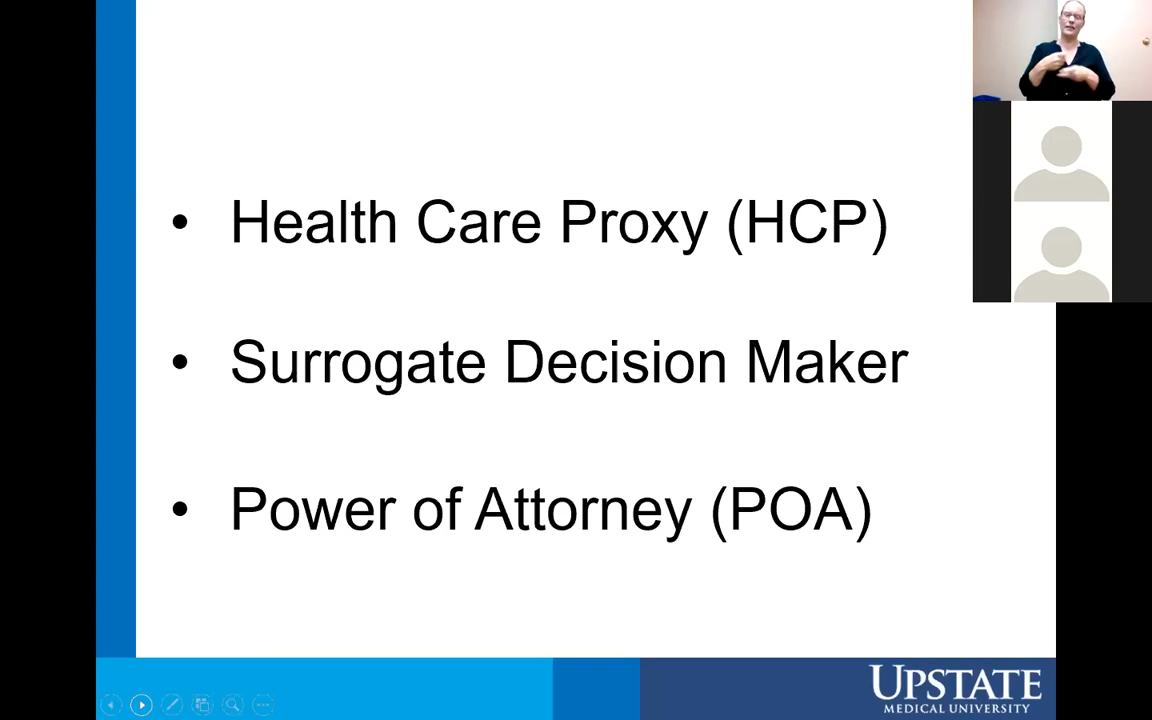 • Health Care Proxy (HCP)
• Surrogate Decision Maker
• Power of Attorney (POA)
UPSTATE
MEDICAL UNIVERSITY